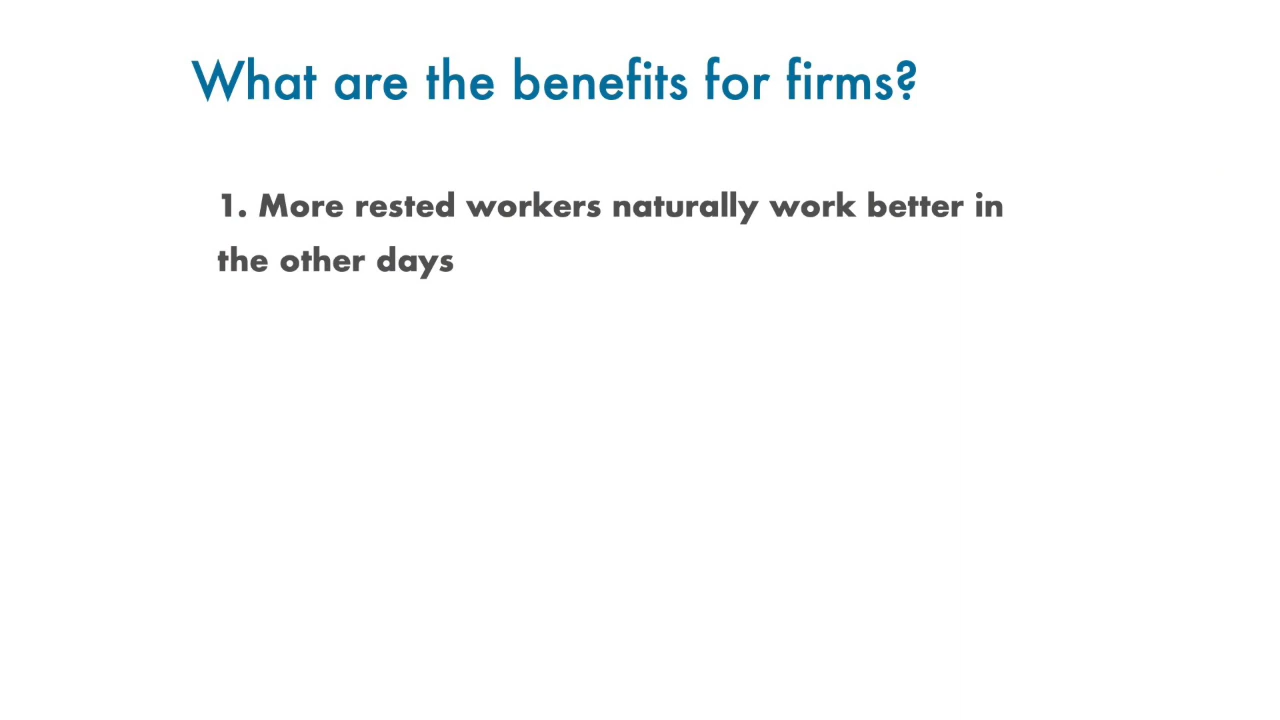 What are the benefits for firms?
1. More rested workers naturally work better in
the other days